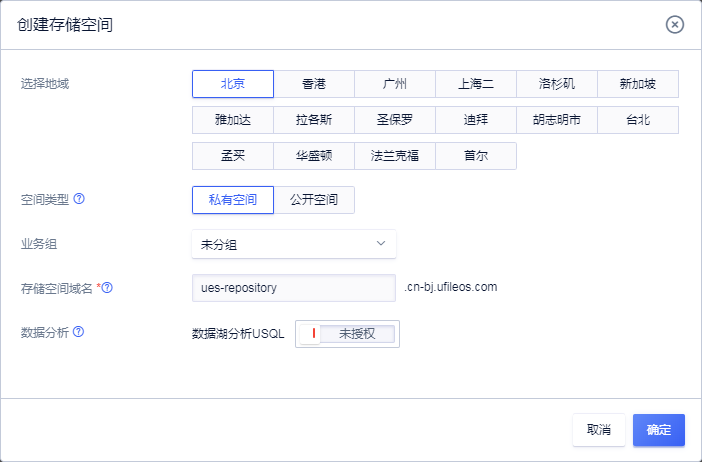 创建存储空间
选择地域 北京 香港 广州 上海二 洛杉矶 新加坡
雅加达 拉各斯 圣保罗 迪拜 胡志明市 台北
孟买 华盛顿 法兰克福 首尔
空间类型 私有空间 公开空间
业务组 未分组
存储空间域名 * ues-repository .cn-bj.ufileos.com
数据分析 数据湖分析USQL 未授权
取消 确定